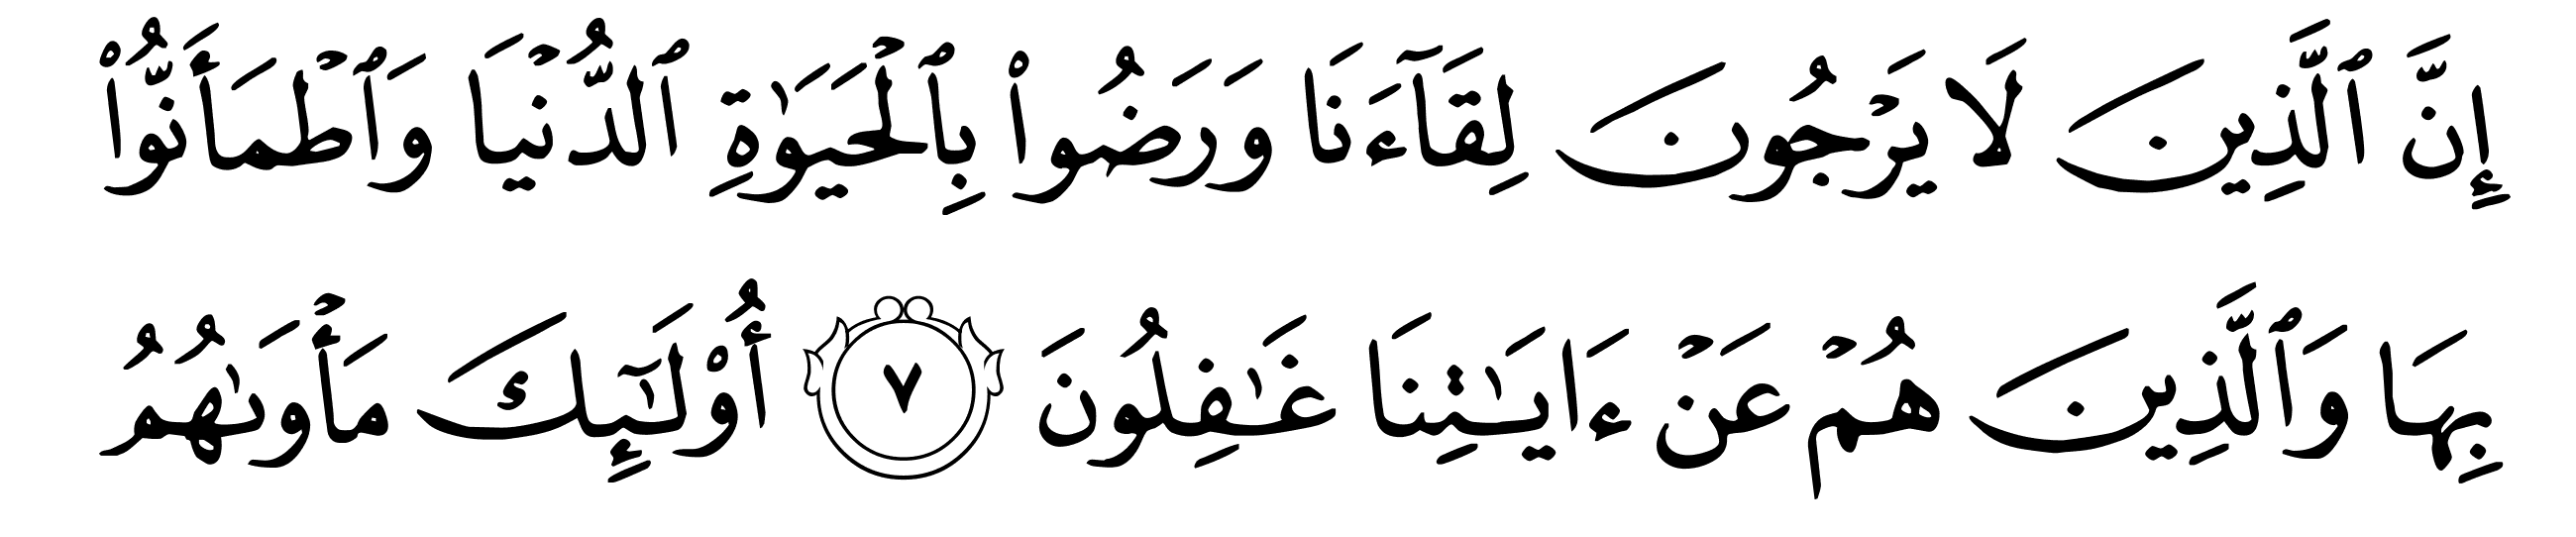 إِنَّ ٱلَّذِينَ لَا يَرْجُونَ لِقَآءَنَا وَرَضُوا۟ بِٱلْحَيَوٰةِ ٱلدُّنْيَا وَٱطْمَأَنُّوا۟
بِهَا وَٱلَّذِينَ هُمْ عَنْ ءَايَـٰتِنَا غَـٰفِلُونَ ٧ أُو۟لَـٰٓئِكَ مَأْوَىٰهُمُ